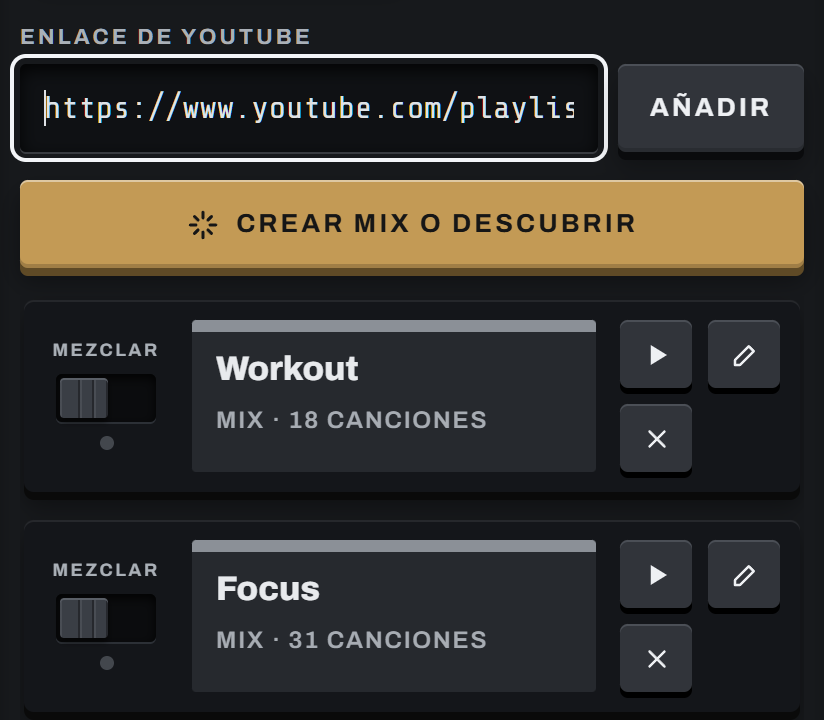 ENLACE DE YOUTUBE
https://www.youtube.com/playlis
AÑADIR
CREAR MIX O DESCUBRIR
MEZCLAR
Workout
MIX · 18 CANCIONES
MEZCLAR
Focus
MIX · 31 CANCIONES